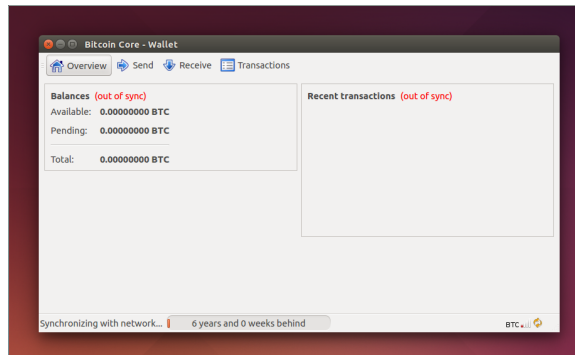 Bitcoin Core - Wallet
Overview Send Receive Transactions
Balances (out of sync)
Available: 0.00000000 BTC
Pending: 0.00000000 BTC
Total: 0.00000000 BTC
Recent transactions (out of sync)
Synchronizing with network... 6 years and 0 weeks behind BTC